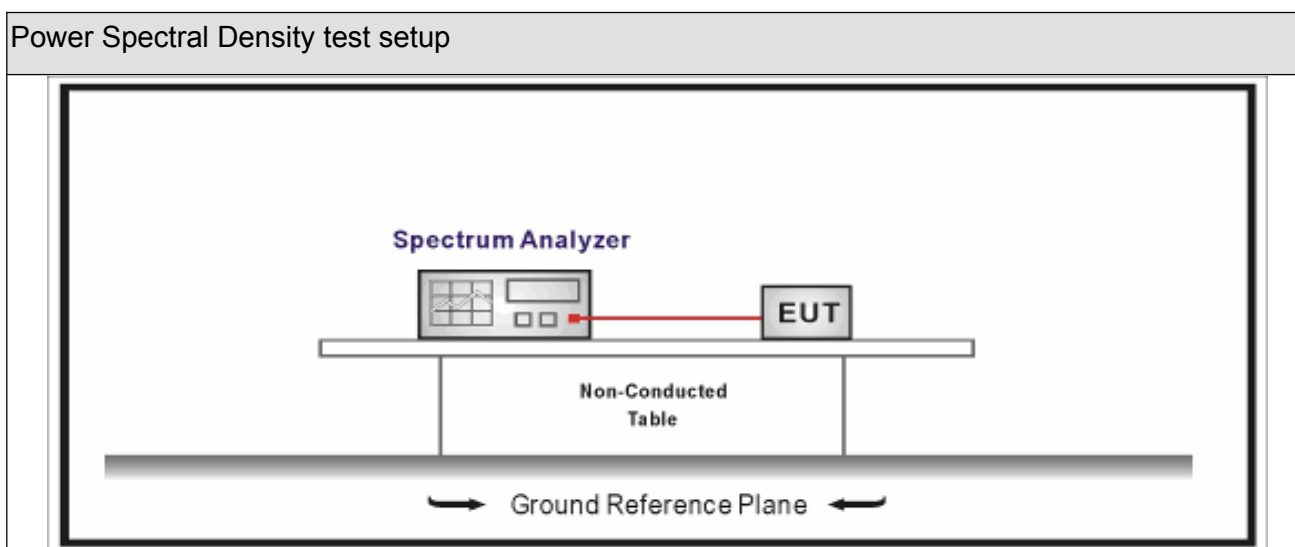 Power Spectral Density test setup
Spectrum Analyzer
EUT
Non-Conducted
Table
Ground Reference Plane